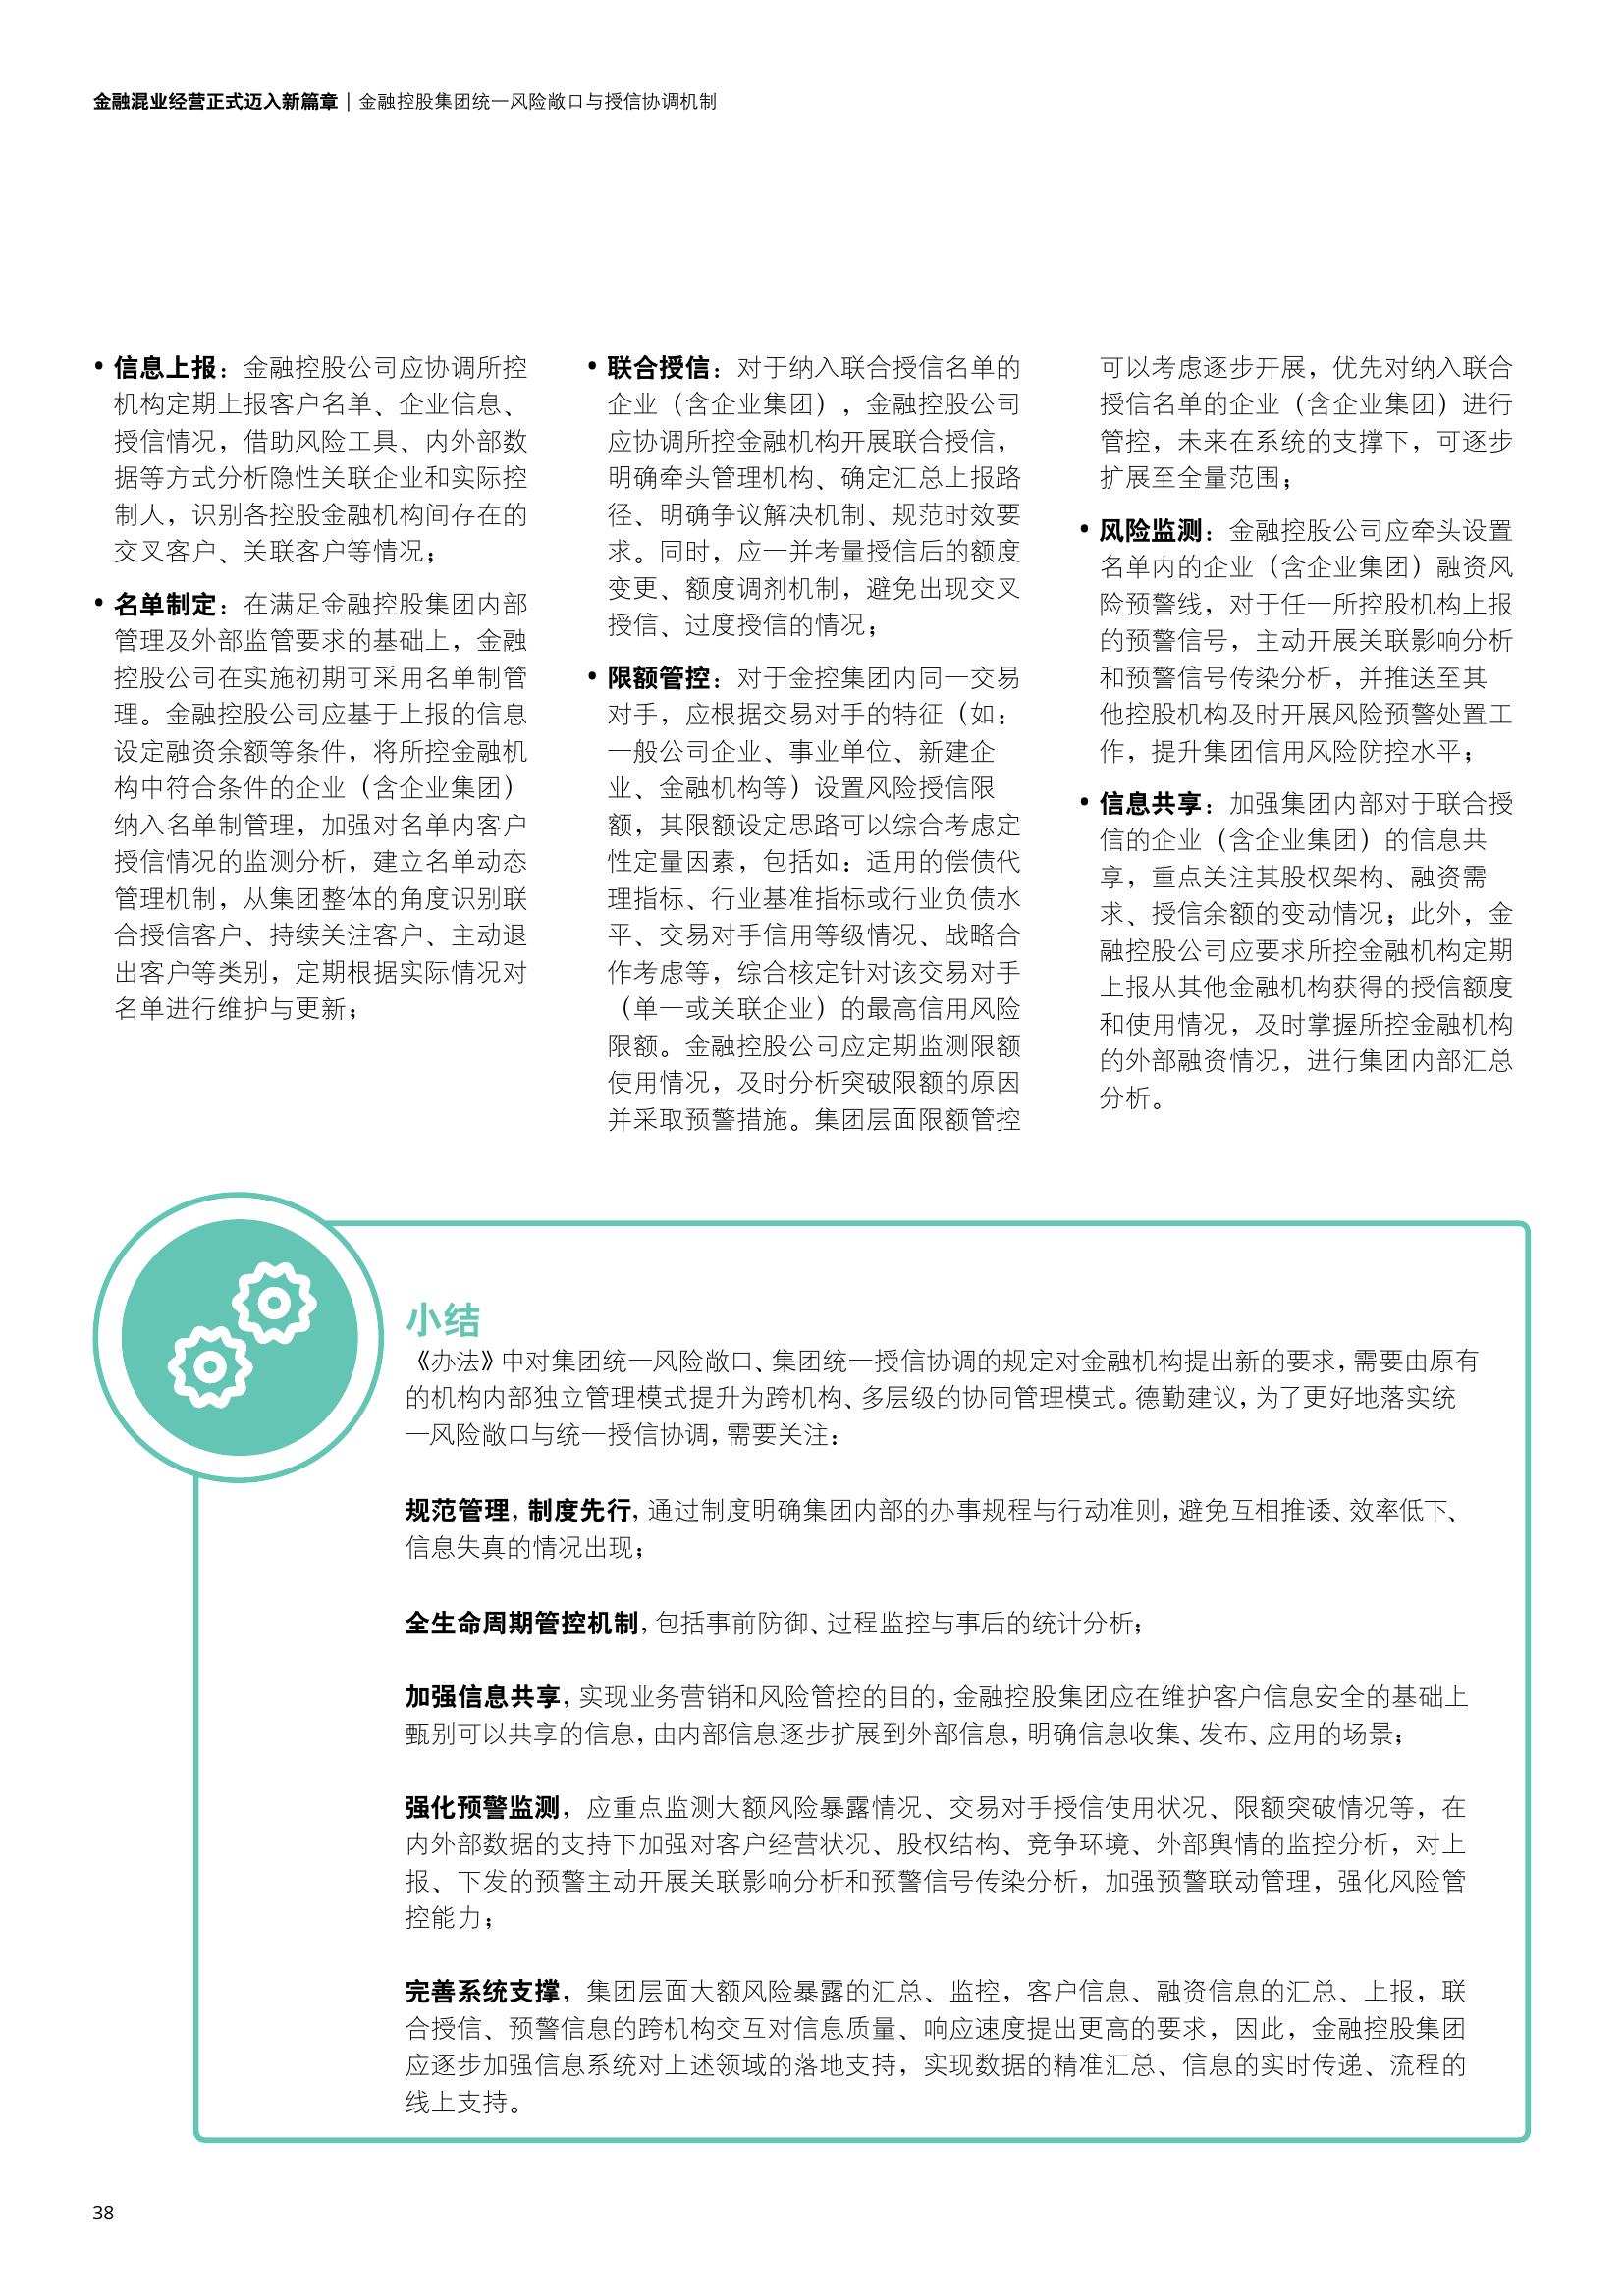 金融混业经营正式迈入新篇章 | 金融控股集团统一风险敞口与授信协调机制
• 信息上报：金融控股公司应协调所控
机构定期上报客户名单、企业信息、
授信情况，借助风险工具、内外部数
据等方式分析隐性关联企业和实际控
制人，识别各控股金融机构间存在的
交叉客户、关联客户等情况；
• 名单制定：在满足金融控股集团内部
管理及外部监管要求的基础上，金融
控股公司在实施初期可采用名单制管
理。金融控股公司应基于上报的信息
设定融资余额等条件，将所控金融机
构中符合条件的企业（含企业集团）
纳入名单制管理，加强对名单内客户
授信情况的监测分析，建立名单动态
管理机制，从集团整体的角度识别联
合授信客户、持续关注客户、主动退
出客户等类别，定期根据实际情况对
名单进行维护与更新；
• 联合授信：对于纳入联合授信名单的
企业（含企业集团），金融控股公司
应协调所控金融机构开展联合授信，
明确牵头管理机构、确定汇总上报路
径、明确争议解决机制、规范时效要
求。同时，应一并考量授信后的额度
变更、额度调剂机制，避免出现交叉
授信、过度授信的情况；
• 限额管控：对于金控集团内同一交易
对手，应根据交易对手的特征（如：
一般公司企业、事业单位、新建企
业、金融机构等）设置风险授信限
额，其限额设定思路可以综合考虑定
性定量因素，包括如：适用的偿债代
理指标、行业基准指标或行业负债水
平、交易对手信用等级情况、战略合
作考虑等，综合核定针对该交易对手
（单一或关联企业）的最高信用风险
限额。金融控股公司应定期监测限额
使用情况，及时分析突破限额的原因
并采取预警措施。集团层面限额管控
可以考虑逐步开展，优先对纳入联合
授信名单的企业（含企业集团）进行
管控，未来在系统的支撑下，可逐步
扩展至全量范围；
• 风险监测：金融控股公司应牵头设置
名单内的企业（含企业集团）融资风
险预警线，对于任一所控股机构上报
的预警信号，主动开展关联影响分析
和预警信号传染分析，并推送至其
他控股机构及时开展风险预警处置工
作，提升集团信用风险防控水平；
• 信息共享：加强集团内部对于联合授
信的企业（含企业集团）的信息共
享，重点关注其股权架构、融资需
求、授信余额的变动情况；此外，金
融控股公司应要求所控金融机构定期
上报从其他金融机构获得的授信额度
和使用情况，及时掌握所控金融机构
的外部融资情况，进行集团内部汇总
分析。
小结
《办法》中对集团统一风险敞口、集团统一授信协调的规定对金融机构提出新的要求，需要由原有
的机构内部独立管理模式提升为跨机构、多层级的协同管理模式。德勤建议，为了更好地落实统
一风险敞口与统一授信协调，需要关注：
规范管理，制度先行，通过制度明确集团内部的办事规程与行动准则，避免互相推诿、效率低下、
信息失真的情况出现；
全生命周期管控机制，包括事前防御、过程监控与事后的统计分析；
加强信息共享，实现业务营销和风险管控的目的，金融控股集团应在维护客户信息安全的基础上
甄别可以共享的信息，由内部信息逐步扩展到外部信息，明确信息收集、发布、应用的场景；
强化预警监测，应重点监测大额风险暴露情况、交易对手授信使用状况、限额突破情况等，在
内外部数据的支持下加强对客户经营状况、股权结构、竞争环境、外部舆情的监控分析，对上
报、下发的预警主动开展关联影响分析和预警信号传染分析，加强预警联动管理，强化风险管
控能力；
完善系统支撑，集团层面大额风险暴露的汇总、监控，客户信息、融资信息的汇总、上报，联
合授信、预警信息的跨机构交互对信息质量、响应速度提出更高的要求，因此，金融控股集团
应逐步加强信息系统对上述领域的落地支持，实现数据的精准汇总、信息的实时传递、流程的
线上支持。
38